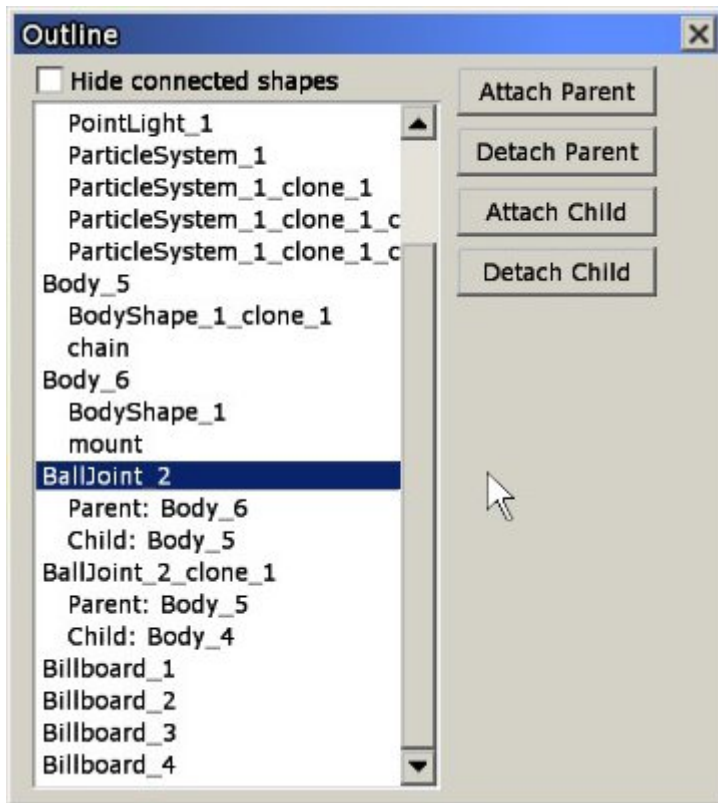 Outline
Hide connected shapes
PointLight_1
ParticleSystem_1
ParticleSystem_1_clone_1
ParticleSystem_1_clone_1_c
ParticleSystem_1_clone_1_c
Body_5
BodyShape_1_clone_1
chain
Body_6
BodyShape_1
mount
BallJoint_2
Parent: Body_6
Child: Body_5
BallJoint_2_clone_1
Parent: Body_5
Child: Body_4
Billboard_1
Billboard_2
Billboard_3
Billboard_4
Attach Parent
Detach Parent
Attach Child
Detach Child